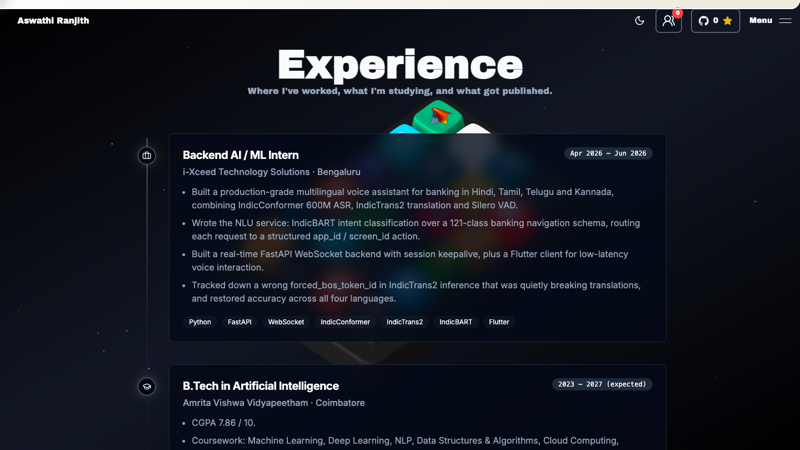 Aswathi Ranjith
9
0
Menu
Experience
Where I've worked, what I'm studying, and what got published.
Backend AI / ML Intern
Apr 2026 — Jun 2026
i-Xceed Technology Solutions · Bengaluru
• Built a production-grade multilingual voice assistant for banking in Hindi, Tamil, Telugu and Kannada,
combining IndicConformer 600M ASR, IndicTrans2 translation and Silero VAD.
• Wrote the NLU service: IndicBART intent classification over a 121-class banking navigation schema, routing
each request to a structured app_id / screen_id action.
• Built a real-time FastAPI WebSocket backend with session keepalive, plus a Flutter client for low-latency
voice interaction.
• Tracked down a wrong forced_bos_token_id in IndicTrans2 inference that was quietly breaking translations,
and restored accuracy across all four languages.
Python FastAPI WebSocket IndicConformer IndicTrans2 IndicBART Flutter
B.Tech in Artificial Intelligence
2023 — 2027 (expected)
Amrita Vishwa Vidyapeetham · Coimbatore
• CGPA 7.86 / 10.
• Coursework: Machine Learning, Deep Learning, NLP, Data Structures & Algorithms, Cloud Computing,